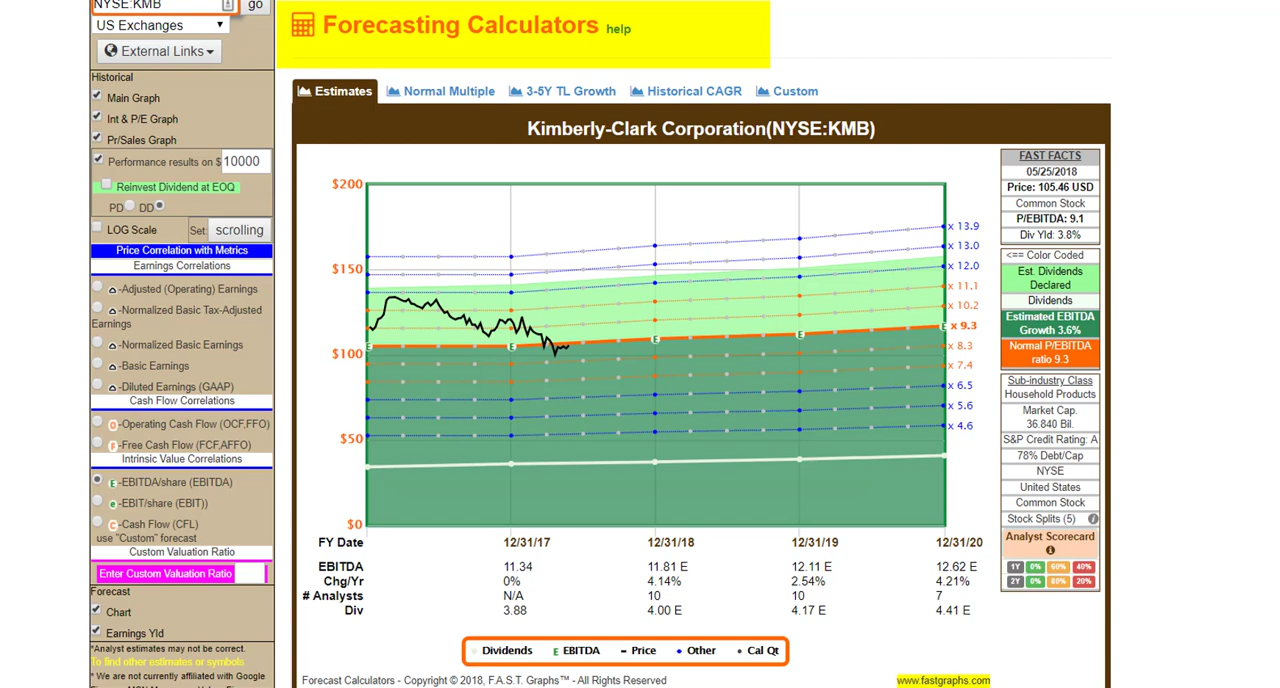 NYSE:KMB go
US Exchanges
External Links
Historical
Main Graph
Int & P/E Graph
Pr/Sales Graph
Performance results on $ 10000
Reinvest Dividend at EOQ
PD DD
LOG Scale Set: scrolling
Price Correlation with Metrics
Earnings Correlations
-Adjusted (Operating) Earnings
-Normalized Basic Tax-Adjusted
Earnings
-Normalized Basic Earnings
-Basic Earnings
-Diluted Earnings (GAAP)
Cash Flow Correlations
O -Operating Cash Flow (OCF,FFO)
F -Free Cash Flow (FCF,AFFO)
Intrinsic Value Correlations
E -EBITDA/share (EBITDA)
e -EBIT/share (EBIT))
C -Cash Flow (CFL)
use "Custom" forecast
Custom Valuation Ratio
Enter Custom Valuation Ratio
Forecast
Chart
Earnings Yld
*Analyst estimates may not be correct.
To find other estimates or symbols
* We are not currently affiliated with Google
Forecasting Calculators help
Estimates Normal Multiple 3-5Y TL Growth Historical CAGR Custom
Kimberly-Clark Corporation(NYSE:KMB)
$200
$150
$100
$50
$0
x 13.9
x 13.0
x 12.0
x 11.1
x 10.2
x 9.3
x 8.3
x 7.4
x 6.5
x 5.6
x 4.6
E E E E E
FY Date 12/31/17 12/31/18 12/31/19 12/31/20
EBITDA 11.34 11.81 E 12.11 E 12.62 E
Chg/Yr 0% 4.14% 2.54% 4.21%
# Analysts N/A 10 10 7
Div 3.88 4.00 E 4.17 E 4.41 E
Dividends E EBITDA Price Other Cal Qt
Forecast Calculators - Copyright © 2018, F.A.S.T. Graphs™ - All Rights Reserved www.fastgraphs.com
FAST FACTS
05/25/2018
Price: 105.46 USD
Common Stock
P/EBITDA: 9.1
Div Yld: 3.8%
<== Color Coded
Est. Dividends
Declared
Dividends
Estimated EBITDA
Growth 3.6%
Normal P/EBITDA
ratio 9.3
Sub-industry Class
Household Products
Market Cap.
36.840 Bil.
S&P Credit Rating: A
78% Debt/Cap
NYSE
United States
Common Stock
Stock Splits (5)
Analyst Scorecard
1Y 0% 60% 40%
2Y 0% 80% 20%